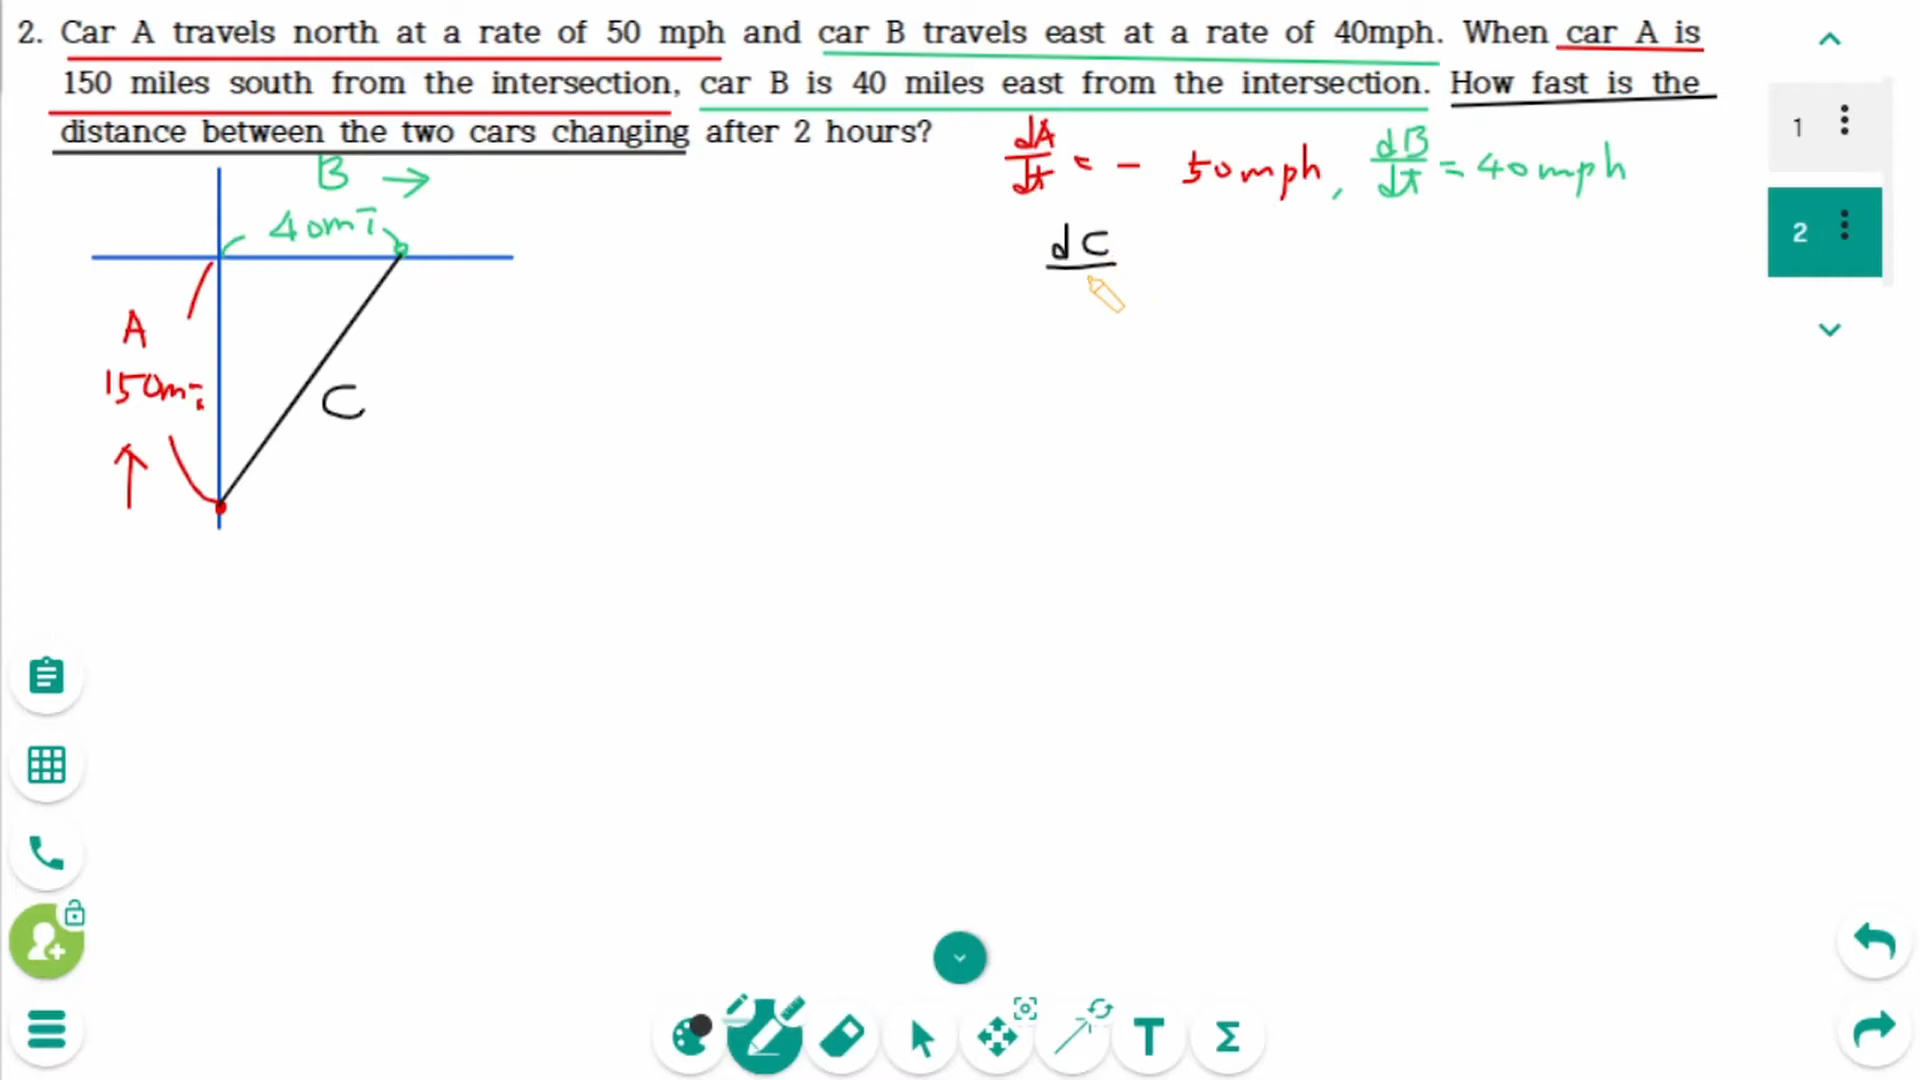 2. Car A travels north at a rate of 50 mph and car B travels east at a rate of 40mph. When car A is
150 miles south from the intersection, car B is 40 miles east from the intersection. How fast is the
distance between the two cars changing after 2 hours?
dA/dt = - 50mph, dB/dt = 40mph
dC
B →
40mi
A
150mi
C
1
2
T
Σ